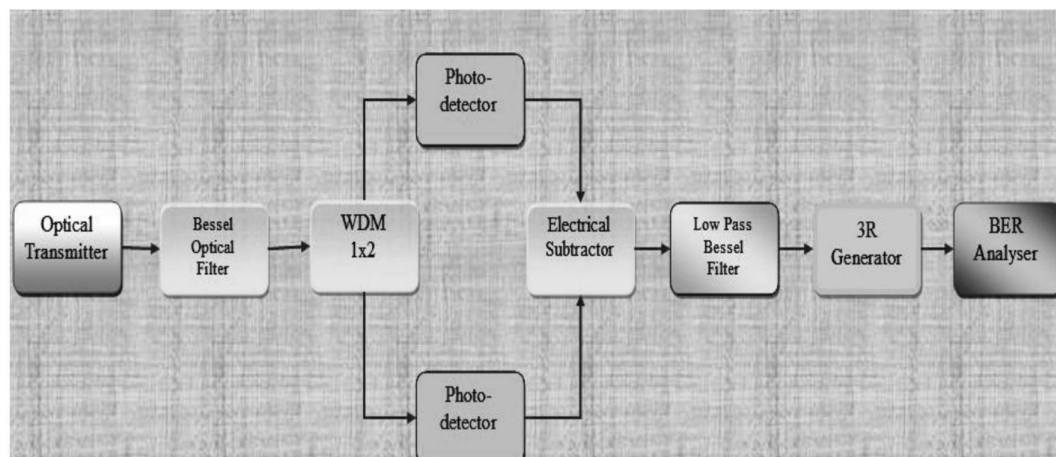 Photo-
detector
Optical
Transmitter
Bessel
Optical
Filter
WDM
1x2
Electrical
Subtractor
Low Pass
Bessel
Filter
3R
Generator
BER
Analyser
Photo-
detector